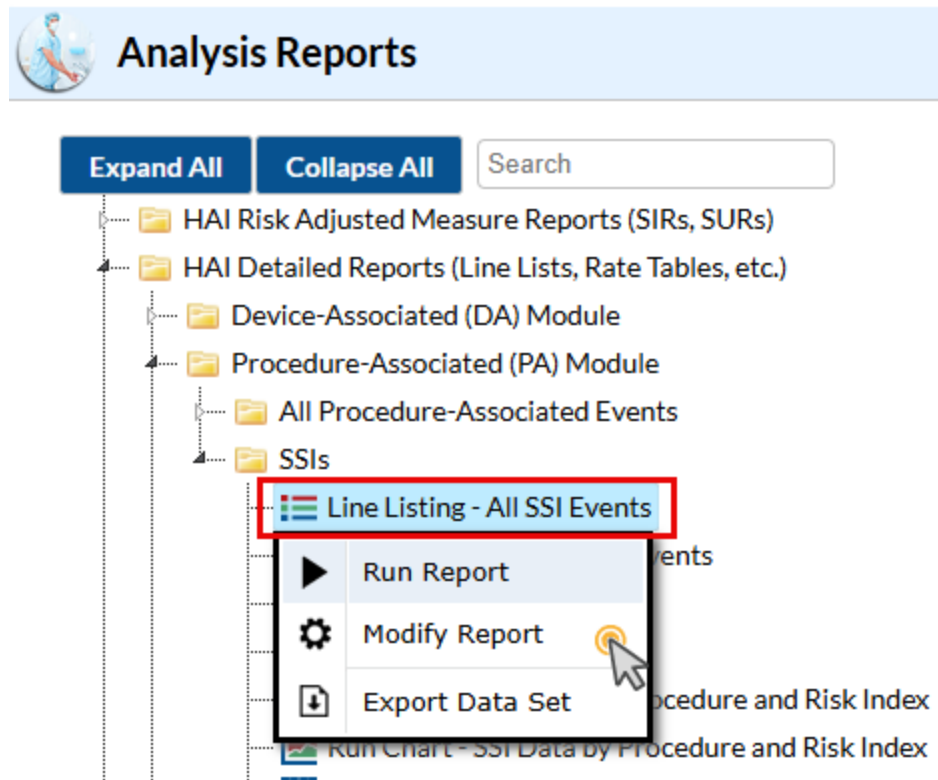 Analysis Reports
Expand All Collapse All Search
HAI Risk Adjusted Measure Reports (SIRs, SURs)
HAI Detailed Reports (Line Lists, Rate Tables, etc.)
Device-Associated (DA) Module
Procedure-Associated (PA) Module
All Procedure-Associated Events
SSIs
Line Listing - All SSI Events
Run Report
Modify Report
Export Data Set
and Risk Index
Run Chart - SSI Data by Procedure and Risk Index